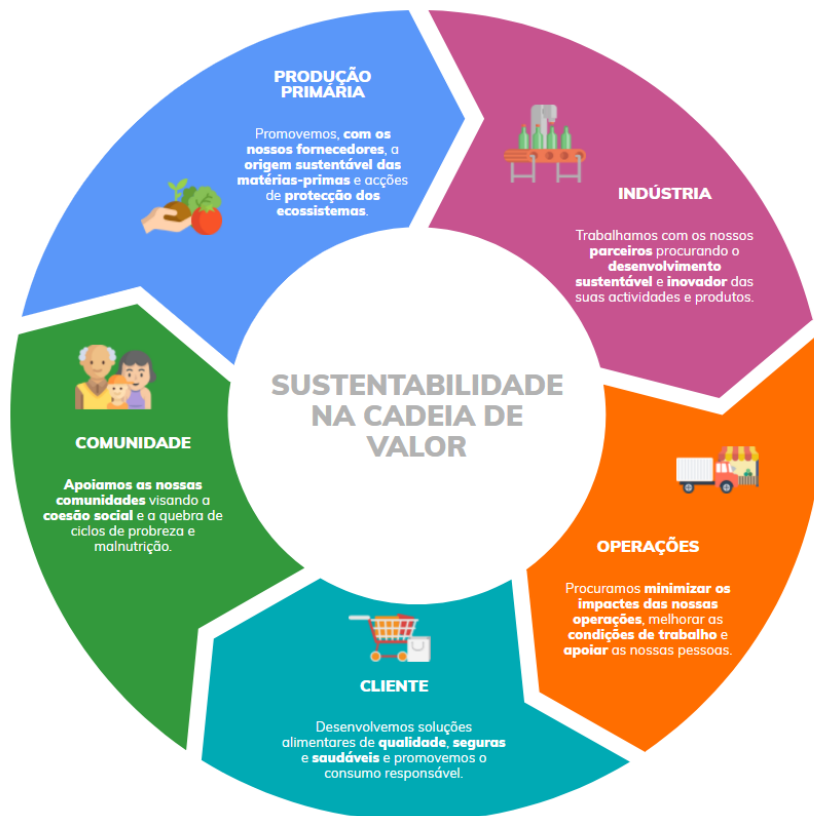 PRODUÇÃO
PRIMÁRIA
Promovemos, com os
nossos fornecedores, a
origem sustentável das
matérias-primas e acções
de protecção dos
ecossistemas.
INDÚSTRIA
Trabalhamos com os nossos
parceiros procurando o
desenvolvimento
sustentável e inovador das
suas actividades e produtos.
SUSTENTABILIDADE
NA CADEIA DE
VALOR
OPERAÇÕES
Procuramos minimizar os
impactes das nossas
operações, melhorar as
condições de trabalho e
apoiar as nossas pessoas.
CLIENTE
Desenvolvemos soluções
alimentares de qualidade, seguras
e saudáveis e promovemos o
consumo responsável.
COMUNIDADE
Apoiamos as nossas
comunidades visando a
coesão social e a quebra de
ciclos de probreza e
malnutrição.